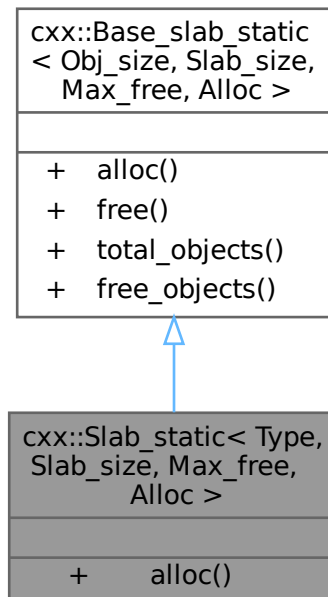 cxx::Base_slab_static
< Obj_size, Slab_size,
Max_free, Alloc >
+ alloc()
+ free()
+ total_objects()
+ free_objects()
cxx::Slab_static< Type,
Slab_size, Max_free,
Alloc >
+ alloc()